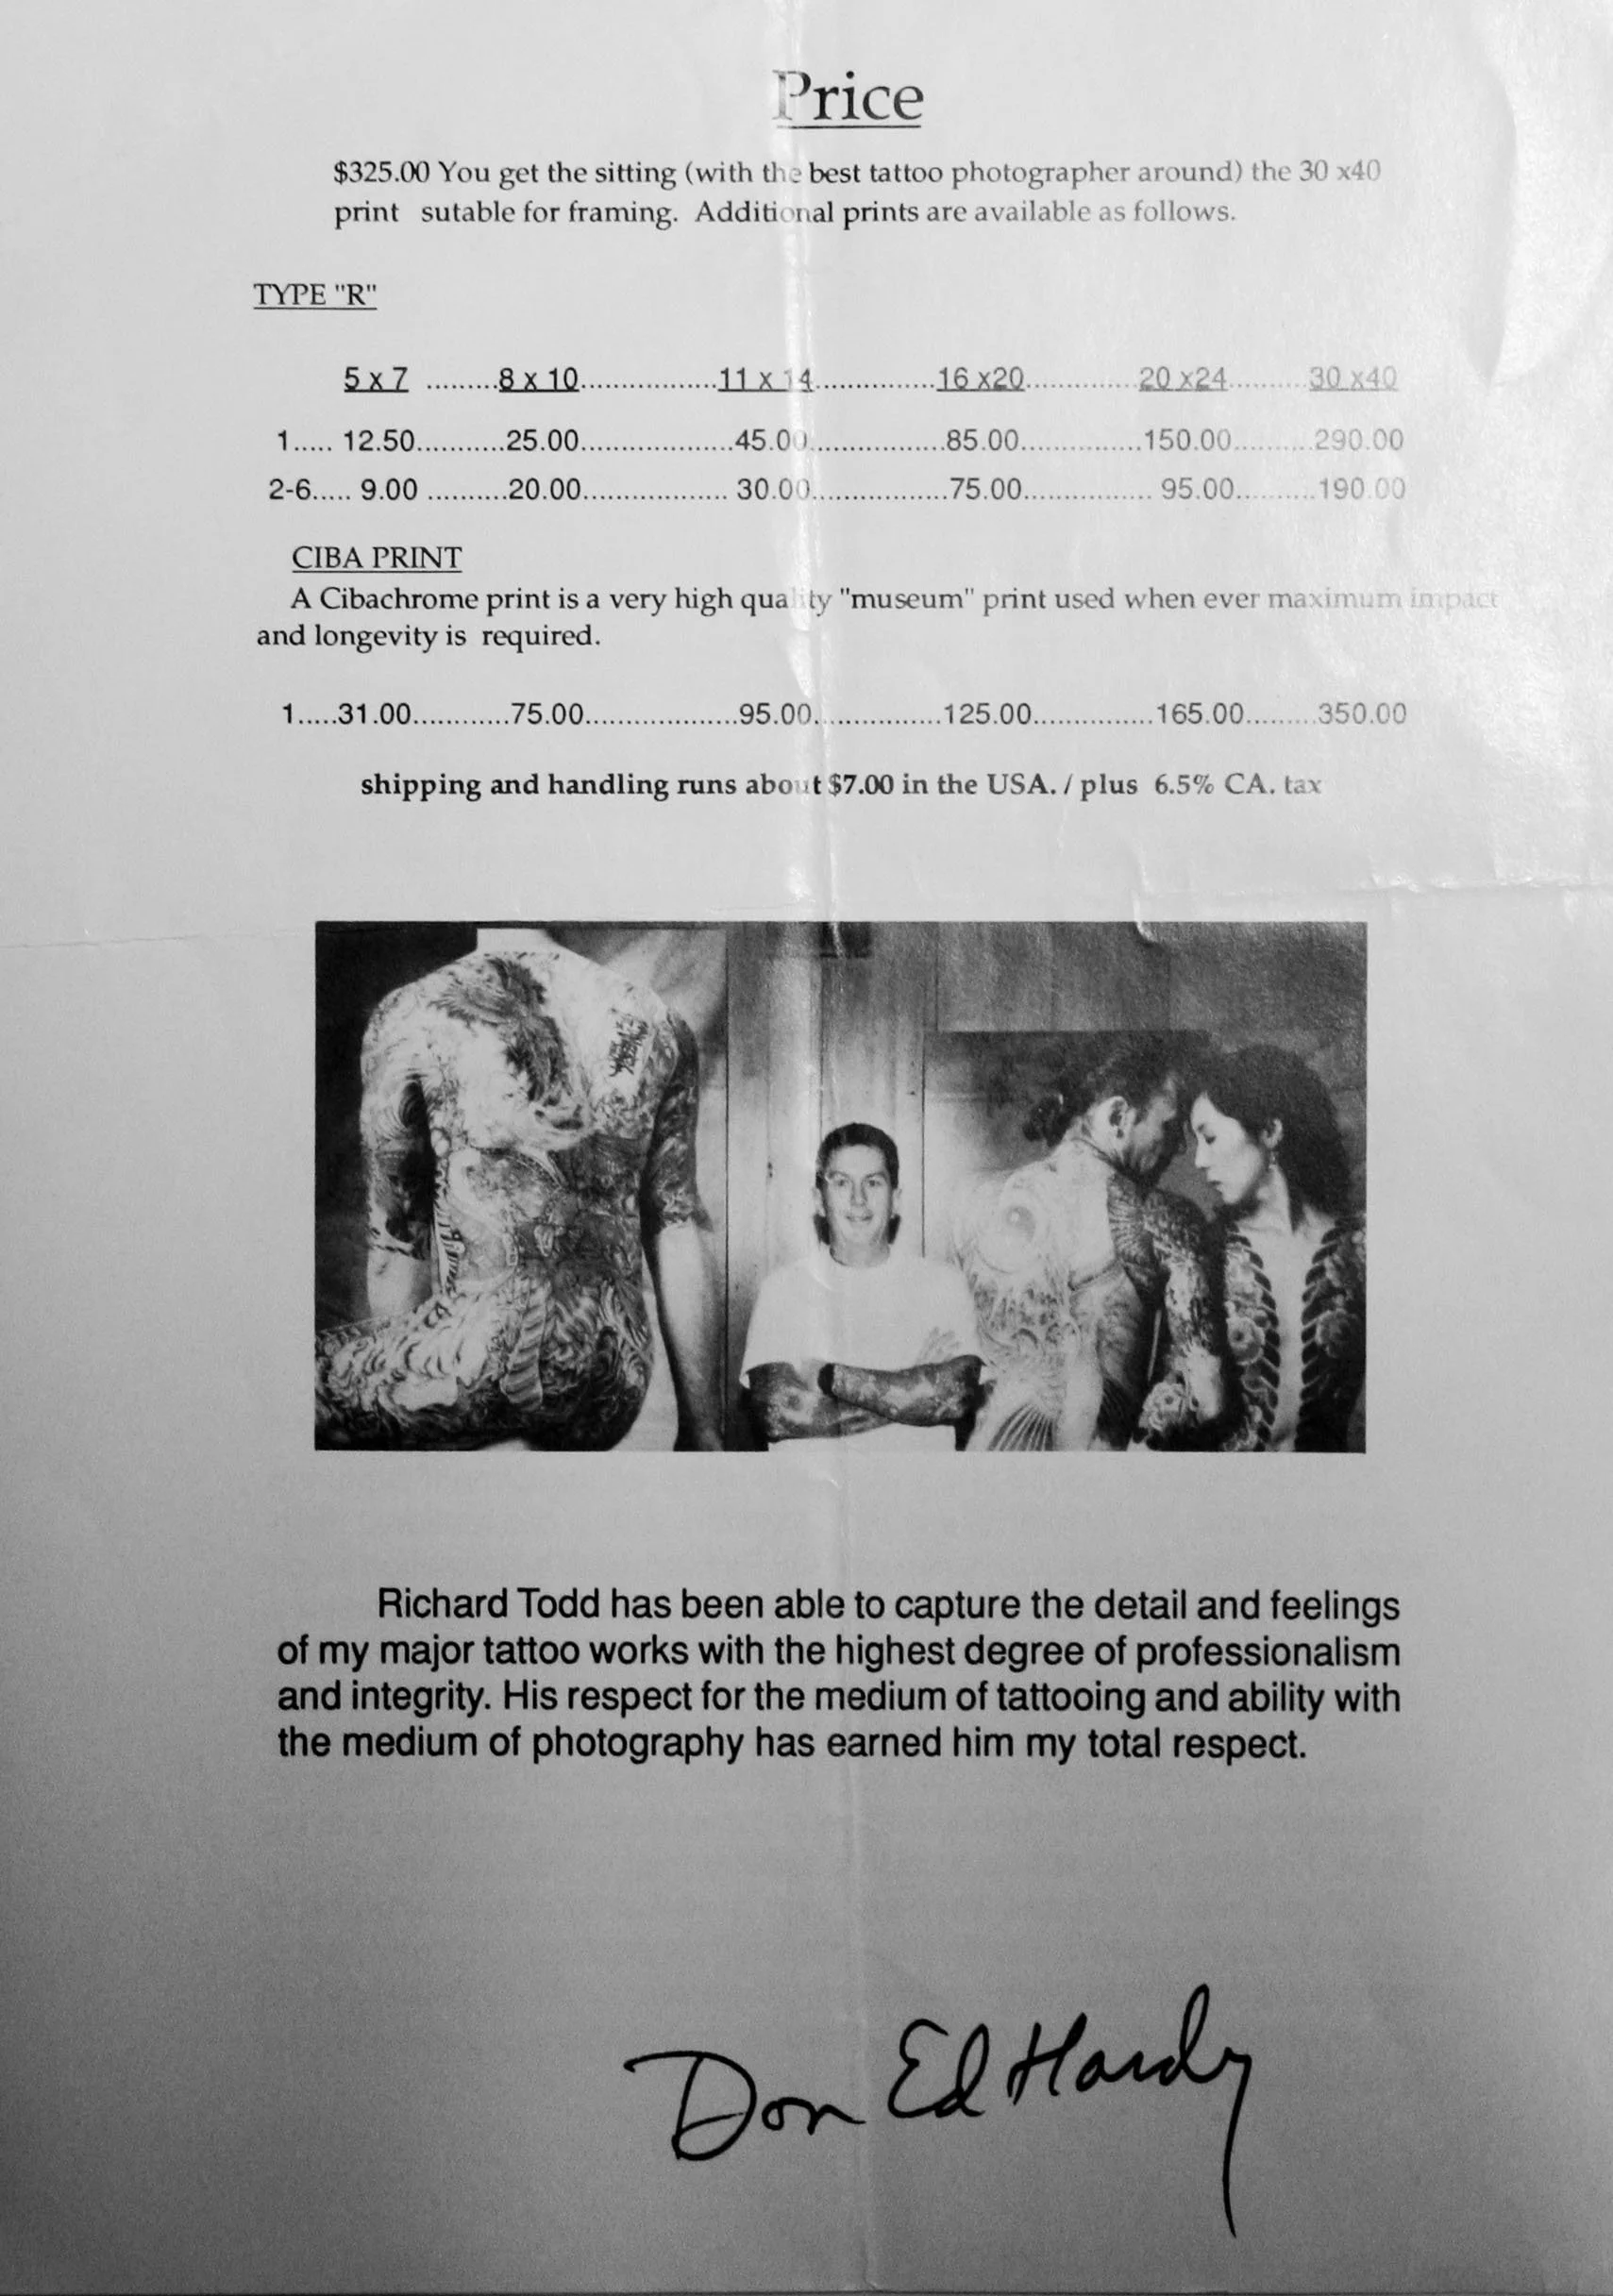 Price
$325.00 You get the sitting (with the best tattoo photographer around) the 30 x40
print sutable for framing. Additional prints are available as follows.
TYPE "R"
5 x 7 .........8 x 10.................11 x 14...............16 x20.............20 x24..........30 x40
1..... 12.50...........25.00...................45.00.................85.00...............150.00..........290.00
2-6..... 9.00 ..........20.00.................. 30.00.................75.00................ 95.00..........190.00
CIBA PRINT
A Cibachrome print is a very high quality "museum" print used when ever maximum impact
and longevity is required.
1.....31.00............75.00...................95.00................125.00...............165.00.........350.00
shipping and handling runs about $7.00 in the USA. / plus 6.5% CA. tax
Richard Todd has been able to capture the detail and feelings
of my major tattoo works with the highest degree of professionalism
and integrity. His respect for the medium of tattooing and ability with
the medium of photography has earned him my total respect.
Don Ed Hardy